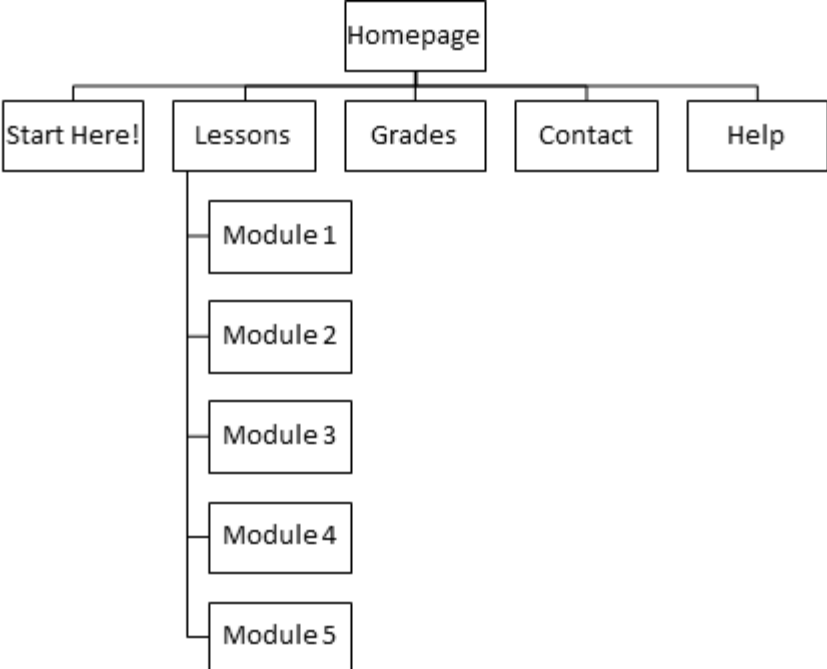 Homepage
Start Here!
Lessons
Grades
Contact
Help
Module 1
Module 2
Module 3
Module 4
Module 5